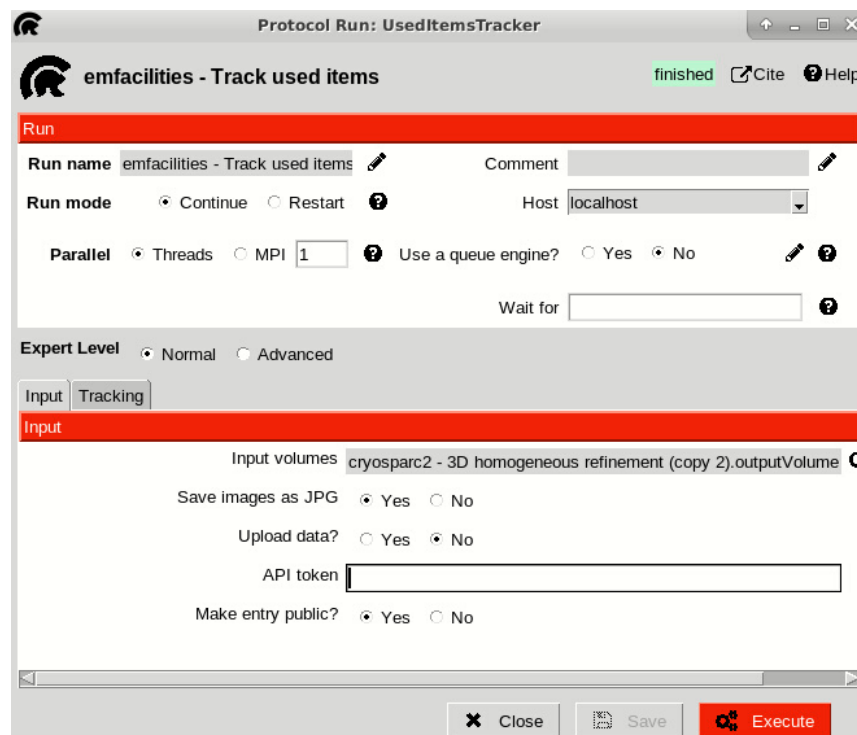 Protocol Run: UsedItemsTracker
emfacilities - Track used items
finished Cite Help
Run
Run name emfacilities - Track used items Comment
Run mode Continue Restart Host localhost
Parallel Threads MPI 1 Use a queue engine? Yes No
Wait for
Expert Level Normal Advanced
Input Tracking
Input
Input volumes cryosparc2 - 3D homogeneous refinement (copy 2).outputVolume
Save images as JPG Yes No
Upload data? Yes No
API token
Make entry public? Yes No
Close Save Execute